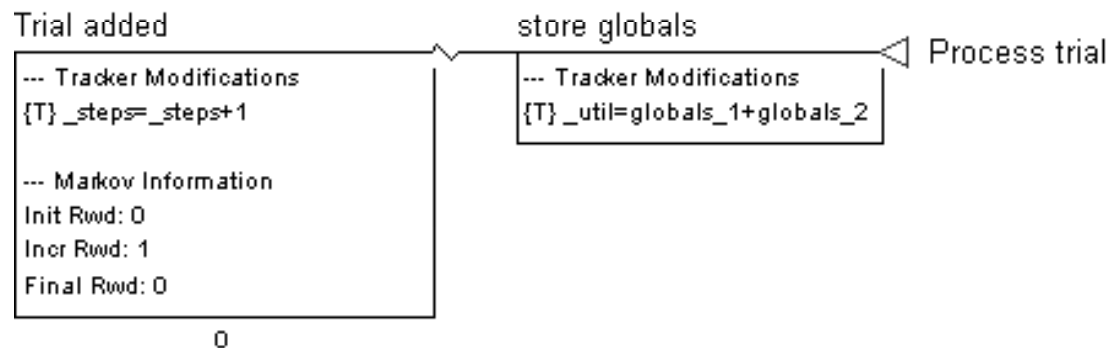 Trial added
--- Tracker Modifications
{T} _steps=_steps+1
--- Markov Information
Init Rwd: 0
Incr Rwd: 1
Final Rwd: 0
0
store globals
--- Tracker Modifications
{T} _util=globals_1+globals_2
Process trial